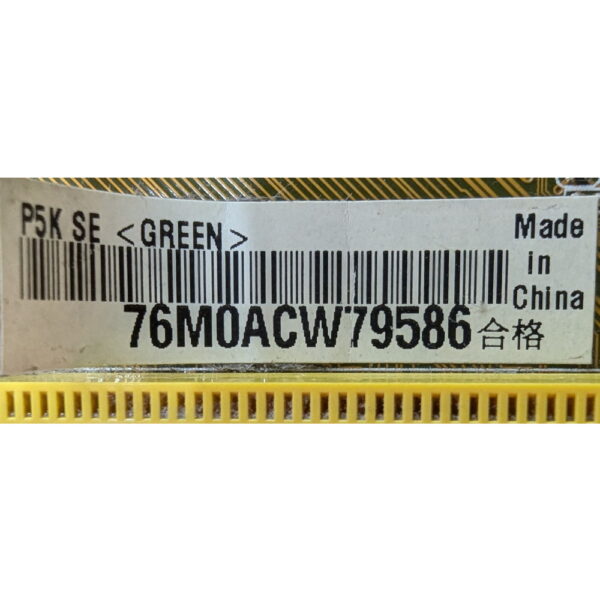 P5K SE <GREEN>
Made
in
China
76M0ACW79586 合格